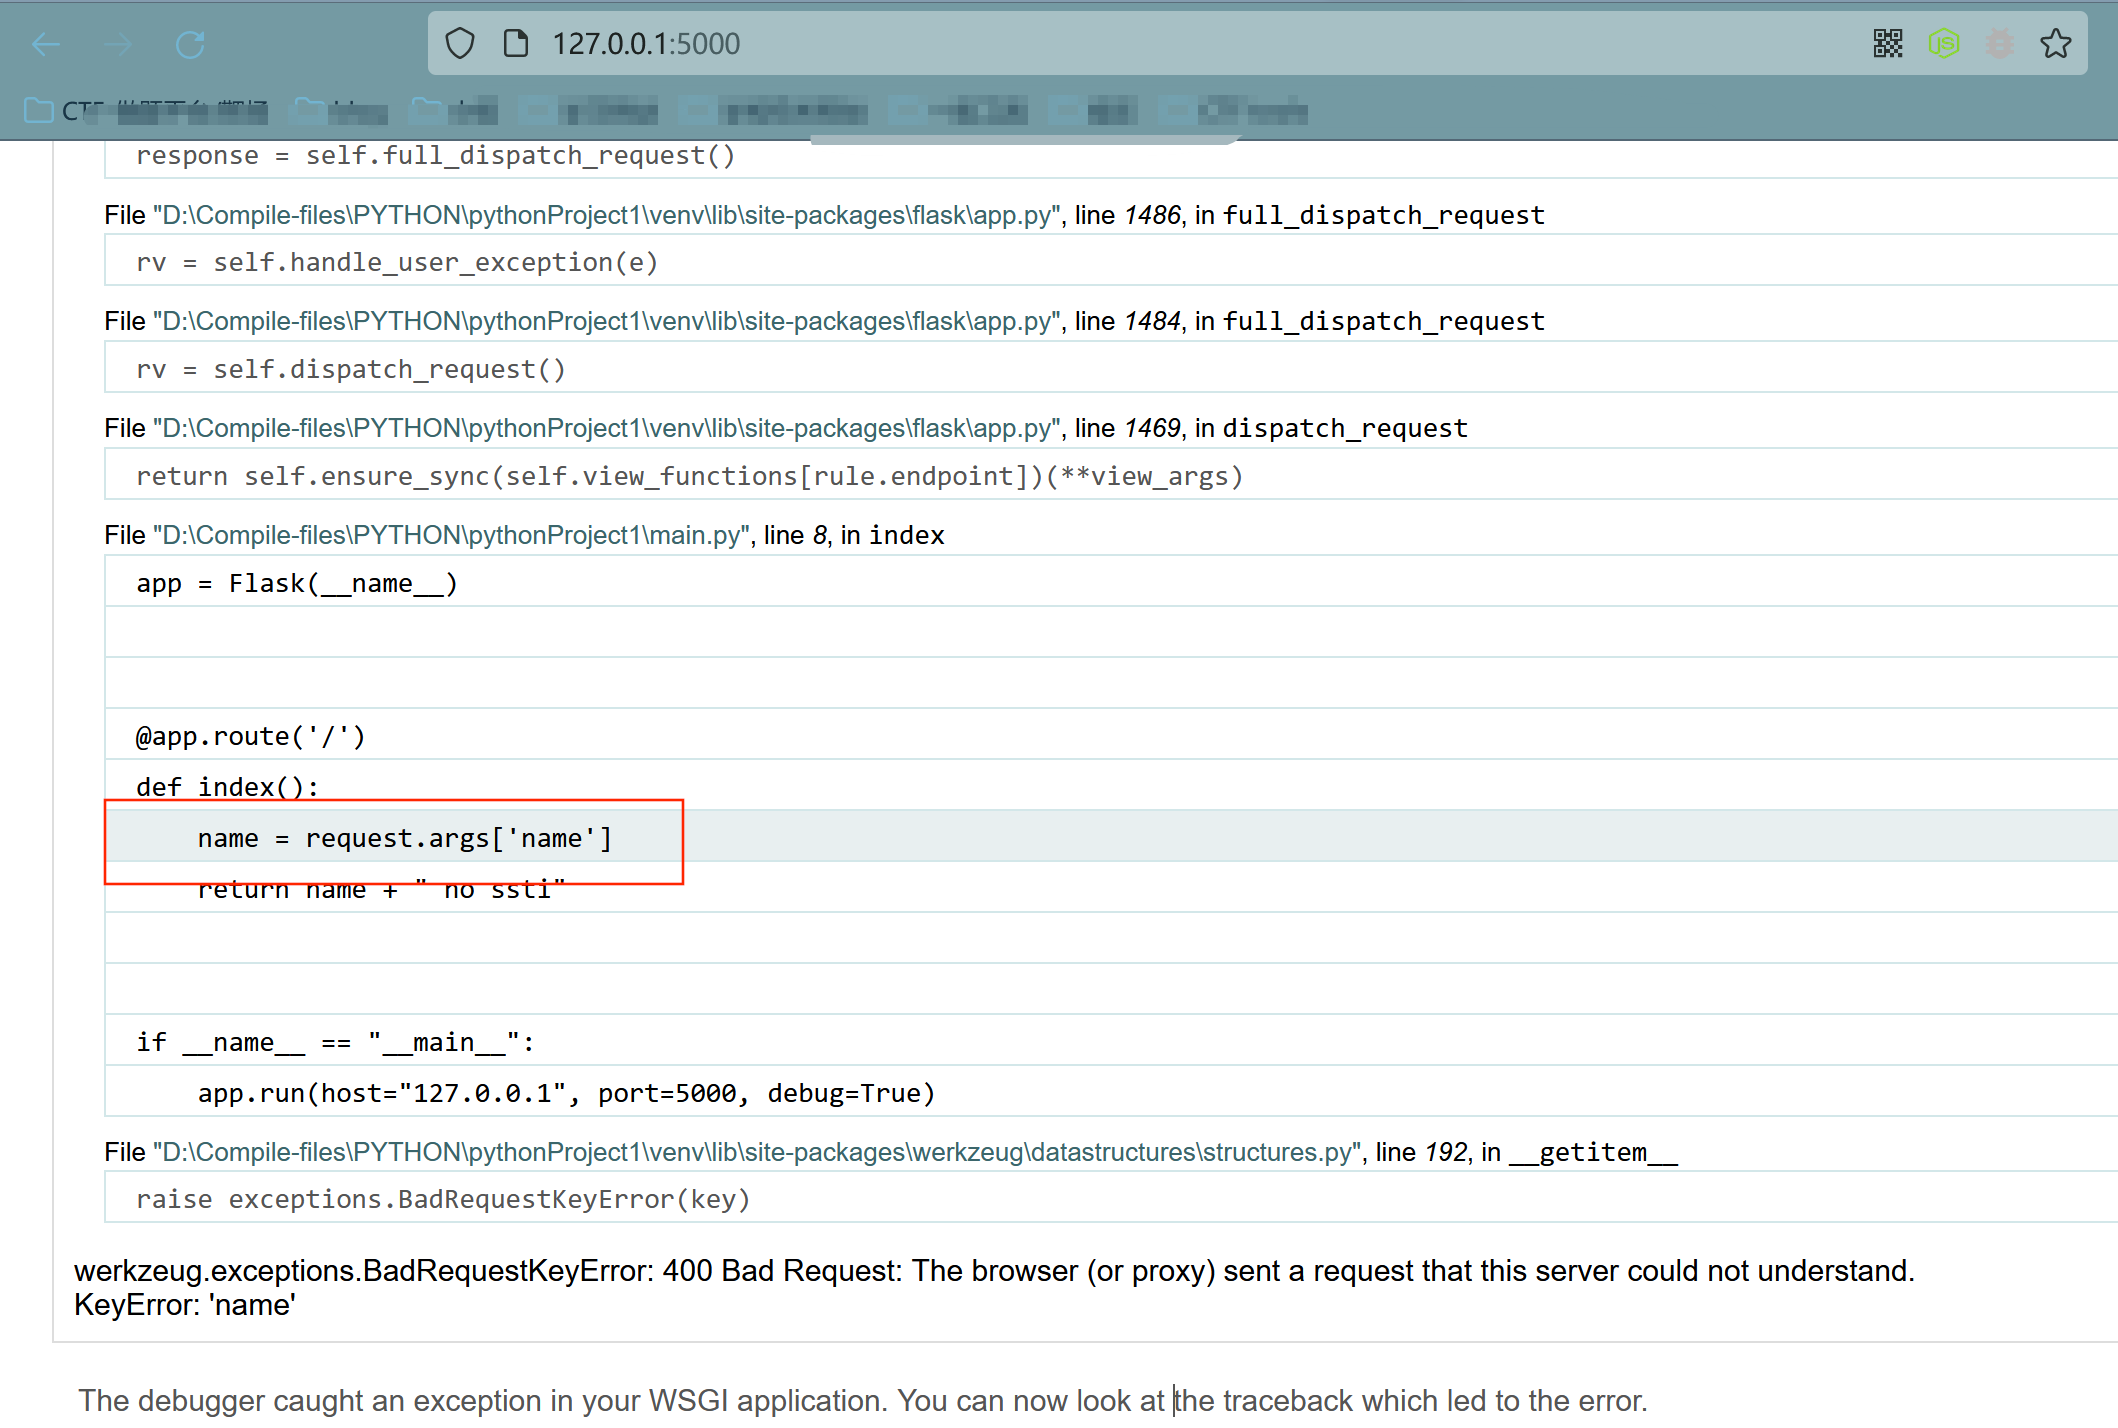 127.0.0.1:5000
response = self.full_dispatch_request()
File "D:\Compile-files\PYTHON\pythonProject1\venv\lib\site-packages\flask\app.py", line 1486, in full_dispatch_request
rv = self.handle_user_exception(e)
File "D:\Compile-files\PYTHON\pythonProject1\venv\lib\site-packages\flask\app.py", line 1484, in full_dispatch_request
rv = self.dispatch_request()
File "D:\Compile-files\PYTHON\pythonProject1\venv\lib\site-packages\flask\app.py", line 1469, in dispatch_request
return self.ensure_sync(self.view_functions[rule.endpoint])(**view_args)
File "D:\Compile-files\PYTHON\pythonProject1\main.py", line 8, in index
app = Flask(__name__)
@app.route('/')
def index():
name = request.args['name']
return name + " no ssti"
if __name__ == "__main__":
app.run(host="127.0.0.1", port=5000, debug=True)
File "D:\Compile-files\PYTHON\pythonProject1\venv\lib\site-packages\werkzeug\datastructures\structures.py", line 192, in __getitem__
raise exceptions.BadRequestKeyError(key)
werkzeug.exceptions.BadRequestKeyError: 400 Bad Request: The browser (or proxy) sent a request that this server could not understand.
KeyError: 'name'
The debugger caught an exception in your WSGI application. You can now look at the traceback which led to the error.